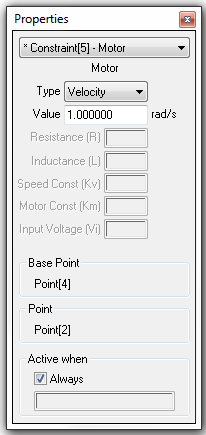 Properties
* Constraint[5] - Motor
Motor
Type Velocity
Value 1.000000 rad/s
Resistance (R)
Inductance (L)
Speed Const (Kv)
Motor Const (Km)
Input Voltage (Vi)
Base Point
Point[4]
Point
Point[2]
Active when
Always